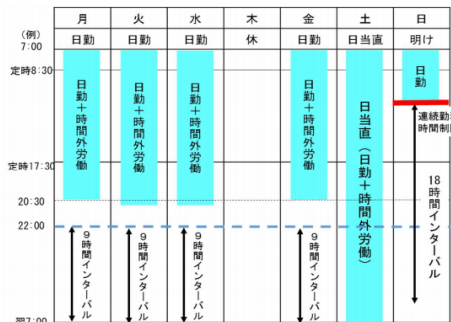 月 火 水 木 金 土 日
(例)
7:00
日勤 日勤 日勤 休 日勤 日当直 明け
定時8:30
日勤+時間外労働
日勤+時間外労働
日勤+時間外労働
日勤+時間外労働
日当直(日勤+時間外労働)
日勤
連続勤
時間制
定時17:30
20:30
22:00
9時間インターバル
9時間インターバル
9時間インターバル
9時間インターバル
18時間インターバル
翌7:00